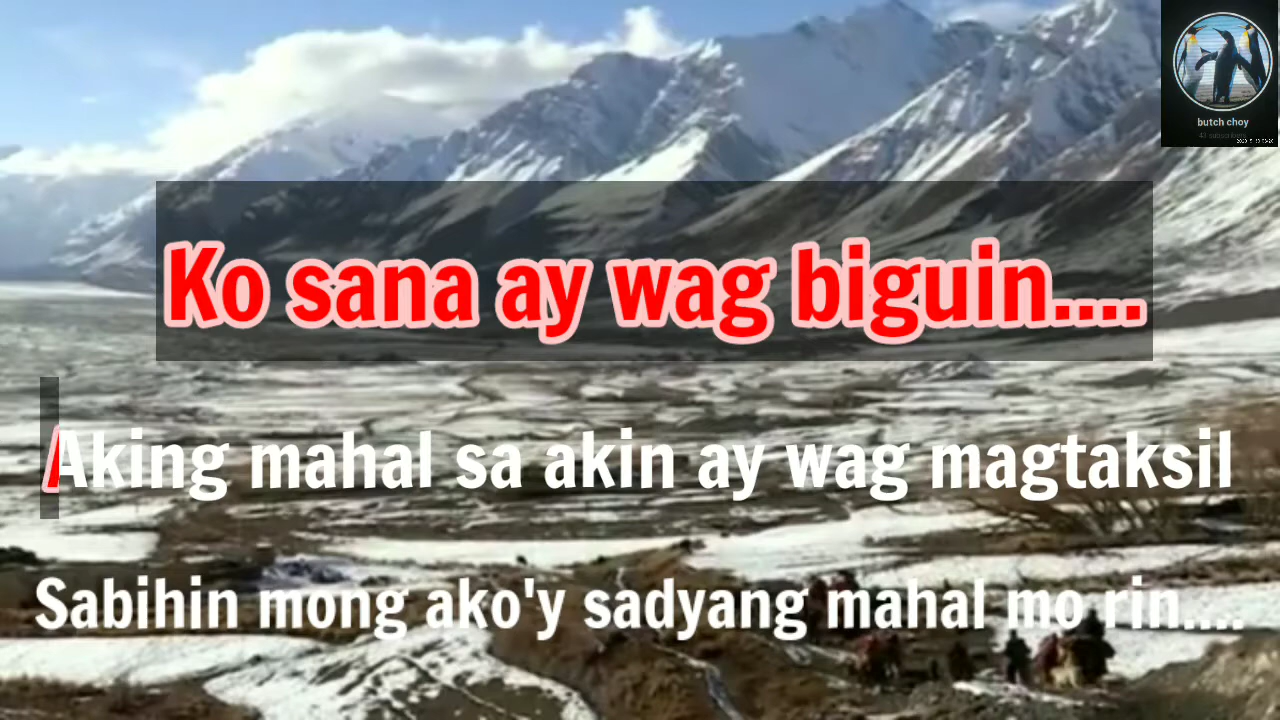 butch choy
Ko sana ay wag biguin....
Aking mahal sa akin ay wag magtaksil
Sabihin mong ako'y sadyang mahal mo rin....